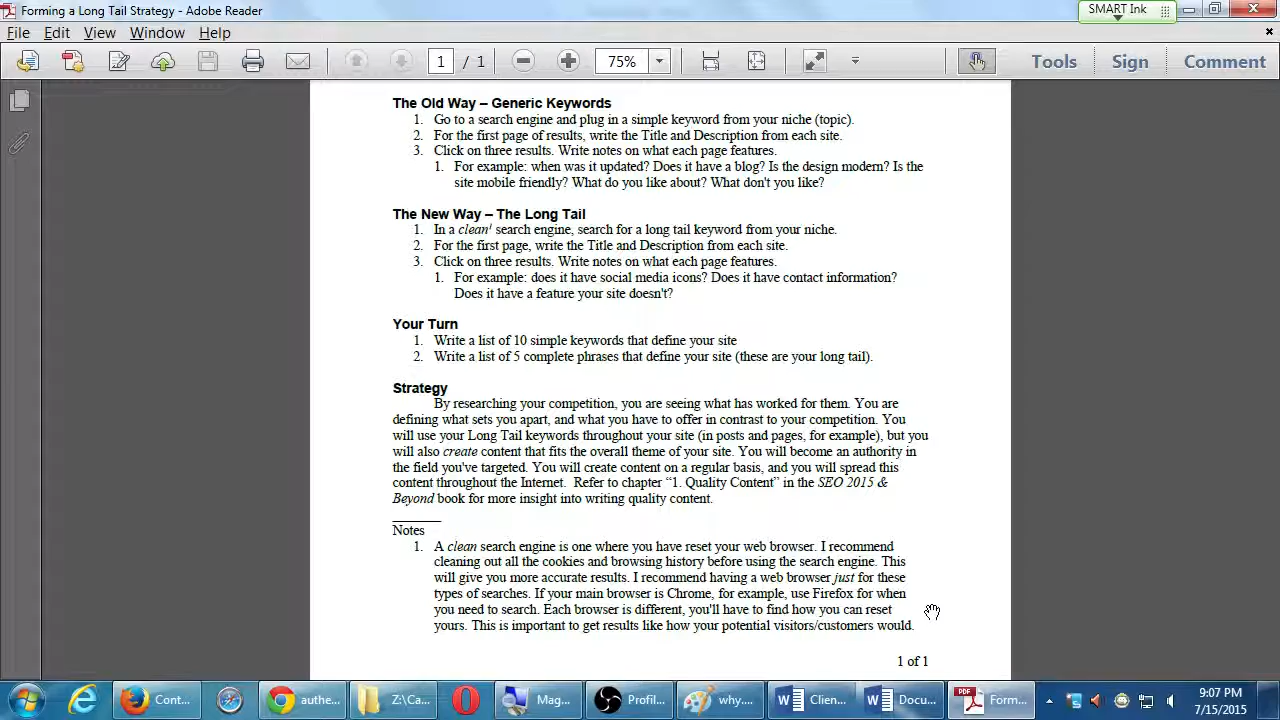 Forming a Long Tail Strategy - Adobe Reader
SMART Ink
File Edit View Window Help
1 / 1 75% Tools Sign Comment
The Old Way – Generic Keywords
1. Go to a search engine and plug in a simple keyword from your niche (topic).
2. For the first page of results, write the Title and Description from each site.
3. Click on three results. Write notes on what each page features.
1. For example: when was it updated? Does it have a blog? Is the design modern? Is the
site mobile friendly? What do you like about? What don't you like?
The New Way – The Long Tail
1. In a clean¹ search engine, search for a long tail keyword from your niche.
2. For the first page, write the Title and Description from each site.
3. Click on three results. Write notes on what each page features.
1. For example: does it have social media icons? Does it have contact information?
Does it have a feature your site doesn't?
Your Turn
1. Write a list of 10 simple keywords that define your site
2. Write a list of 5 complete phrases that define your site (these are your long tail).
Strategy
By researching your competition, you are seeing what has worked for them. You are
defining what sets you apart, and what you have to offer in contrast to your competition. You
will use your Long Tail keywords throughout your site (in posts and pages, for example), but you
will also create content that fits the overall theme of your site. You will become an authority in
the field you've targeted. You will create content on a regular basis, and you will spread this
content throughout the Internet. Refer to chapter “1. Quality Content” in the SEO 2015 &
Beyond book for more insight into writing quality content.
Notes
1. A clean search engine is one where you have reset your web browser. I recommend
cleaning out all the cookies and browsing history before using the search engine. This
will give you more accurate results. I recommend having a web browser just for these
types of searches. If your main browser is Chrome, for example, use Firefox for when
you need to search. Each browser is different, you'll have to find how you can reset
yours. This is important to get results like how your potential visitors/customers would.
1 of 1
Cont... authe... Z:\Ca... Mag... Profil... why.... Clien... Docu... PDF Form... 9:07 PM
7/15/2015